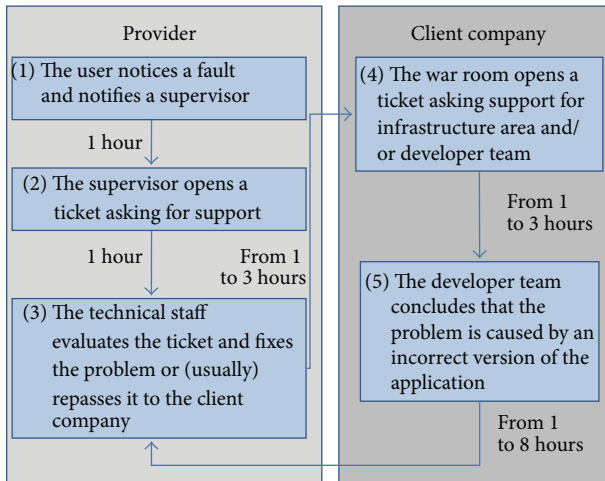 Provider
(1) The user notices a fault
and notifies a supervisor
1 hour
(2) The supervisor opens a
ticket asking for support
1 hour
From 1
to 3 hours
(3) The technical staff
evaluates the ticket and fixes
the problem or (usually)
repasses it to the client
company
Client company
(4) The war room opens a
ticket asking support for
infrastructure area and/
or developer team
From 1
to 3 hours
(5) The developer team
concludes that the
problem is caused by an
incorrect version of the
application
From 1
to 8 hours